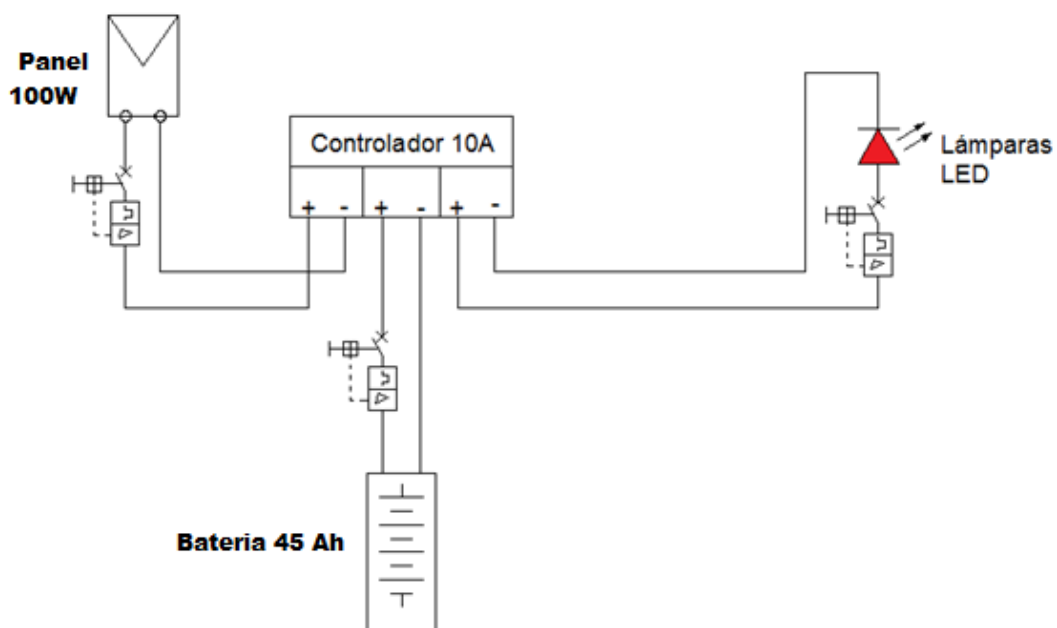 Panel
100W
Controlador 10A
+ - + - + -
Lámparas
LED
Bateria 45 Ah